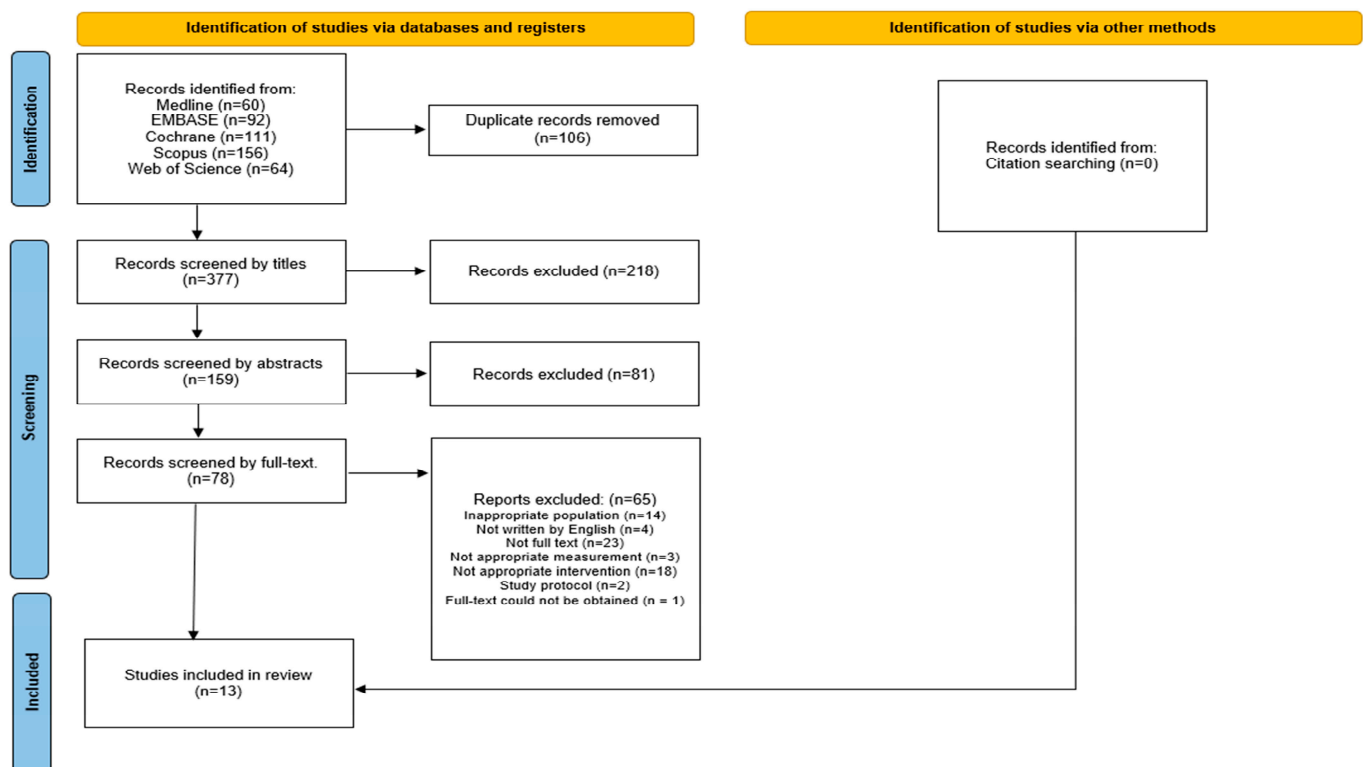 Identification of studies via databases and registers
Identification of studies via other methods
Identification
Records identified from:
Medline (n=60)
EMBASE (n=92)
Cochrane (n=111)
Scopus (n=156)
Web of Science (n=64)
Duplicate records removed
(n=106)
Records identified from:
Citation searching (n=0)
Screening
Records screened by titles
(n=377)
Records excluded (n=218)
Records screened by abstracts
(n=159)
Records excluded (n=81)
Records screened by full-text.
(n=78)
Reports excluded: (n=65)
Inappropriate population (n=14)
Not written by English (n=4)
Not full text (n=23)
Not appropriate measurement (n=3)
Not appropriate intervention (n=18)
Study protocol (n=2)
Full-text could not be obtained (n = 1)
Included
Studies included in review
(n=13)